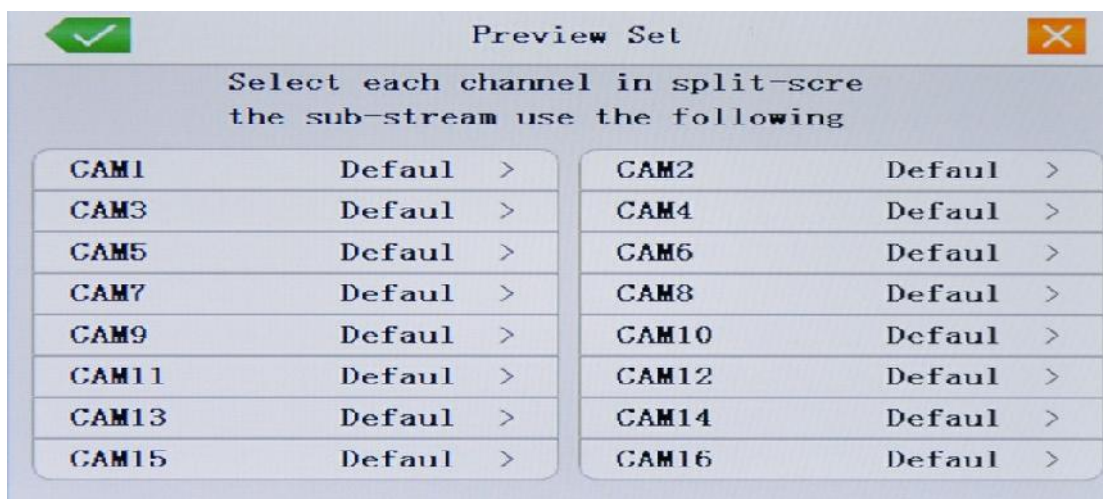 Preview Set
Select each channel in split-scre
the sub-stream use the following
CAM1 Defaul > CAM2 Defaul >
CAM3 Defaul > CAM4 Defaul >
CAM5 Defaul > CAM6 Defaul >
CAM7 Defaul > CAM8 Defaul >
CAM9 Defaul > CAM10 Defaul >
CAM11 Defaul > CAM12 Defaul >
CAM13 Defaul > CAM14 Defaul >
CAM15 Defaul > CAM16 Defaul >